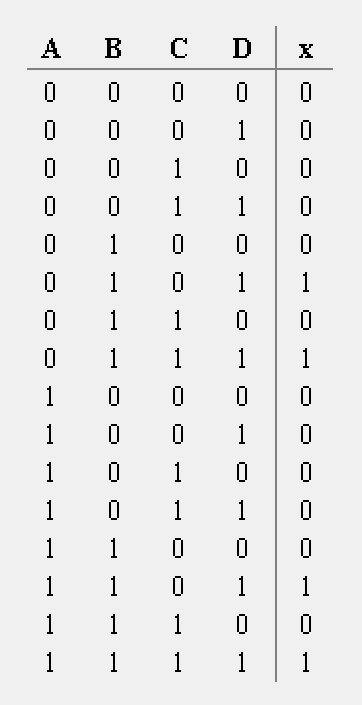 A B C D x
0 0 0 0 0
0 0 0 1 0
0 0 1 0 0
0 0 1 1 0
0 1 0 0 0
0 1 0 1 1
0 1 1 0 0
0 1 1 1 1
1 0 0 0 0
1 0 0 1 0
1 0 1 0 0
1 0 1 1 0
1 1 0 0 0
1 1 0 1 1
1 1 1 0 0
1 1 1 1 1